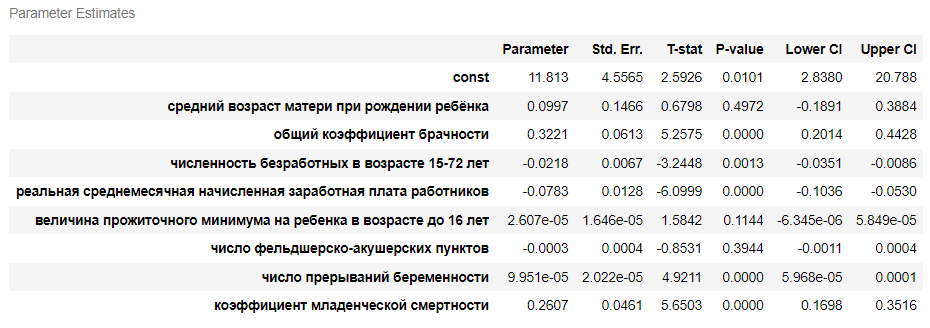 Parameter Estimates
Parameter Std. Err. T-stat P-value Lower CI Upper CI
const 11.813 4.5565 2.5926 0.0101 2.8380 20.788
средний возраст матери при рождении ребёнка 0.0997 0.1466 0.6798 0.4972 -0.1891 0.3884
общий коэффициент брачности 0.3221 0.0613 5.2575 0.0000 0.2014 0.4428
численность безработных в возрасте 15-72 лет -0.0218 0.0067 -3.2448 0.0013 -0.0351 -0.0086
реальная среднемесячная начисленная заработная плата работников -0.0783 0.0128 -6.0999 0.0000 -0.1036 -0.0530
величина прожиточного минимума на ребенка в возрасте до 16 лет 2.607e-05 1.646e-05 1.5842 0.1144 -6.345e-06 5.849e-05
число фельдшерско-акушерских пунктов -0.0003 0.0004 -0.8531 0.3944 -0.0011 0.0004
число прерываний беременности 9.951e-05 2.022e-05 4.9211 0.0000 5.968e-05 0.0001
коэффициент младенческой смертности 0.2607 0.0461 5.6503 0.0000 0.1698 0.3516